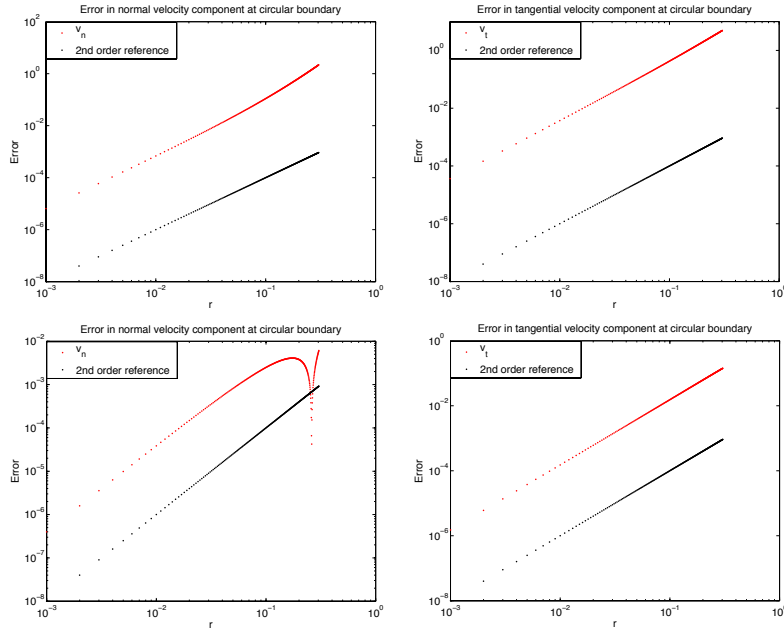 Error in normal velocity component at circular boundary
10^2
10^0
10^-2
10^-4
10^-6
10^-8
Error
v_n
2nd order reference
10^-3
10^-2
10^-1
10^0
r
Error in tangential velocity component at circular boundary
10^0
10^-2
10^-4
10^-6
10^-8
Error
v_t
2nd order reference
10^-3
10^-2
10^-1
10^0
r
Error in normal velocity component at circular boundary
10^-2
10^-3
10^-4
10^-5
10^-6
10^-7
10^-8
Error
v_n
2nd order reference
10^-3
10^-2
10^-1
10^0
r
Error in tangential velocity component at circular boundary
10^0
10^-2
10^-4
10^-6
10^-8
Error
v_t
2nd order reference
10^-3
10^-2
10^-1
10^0
r